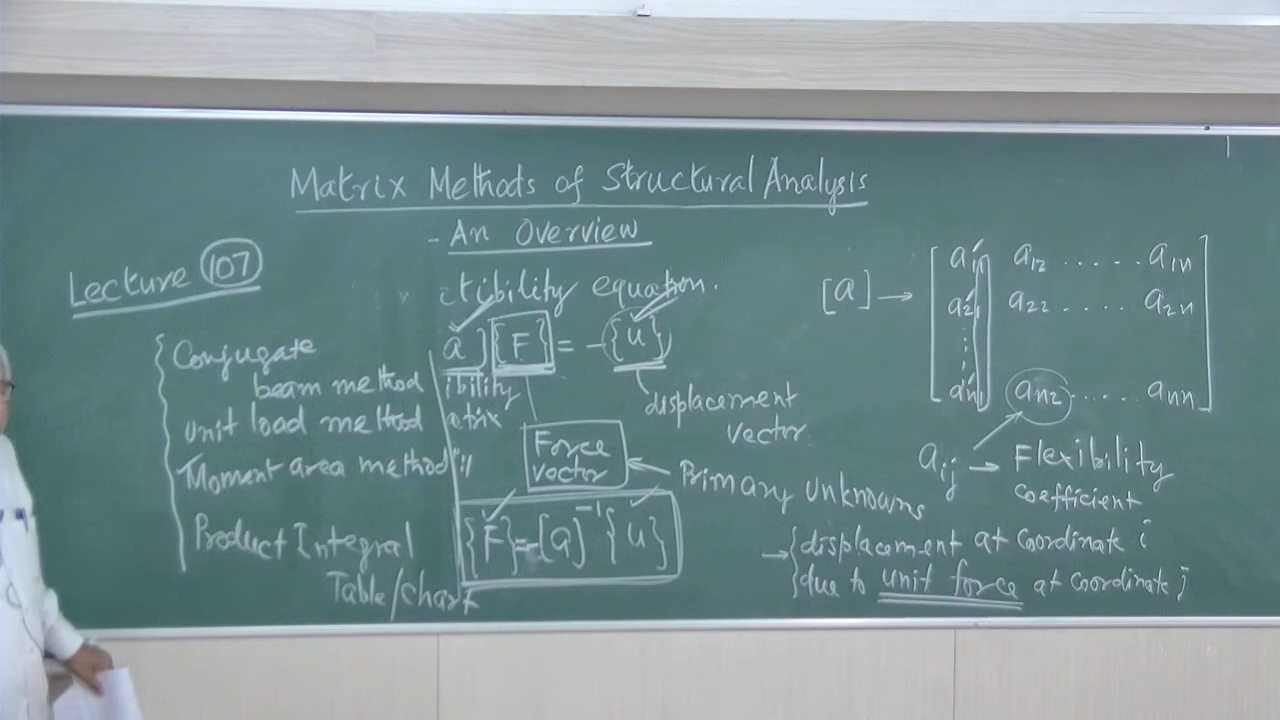 Matrix Methods of Structural Analysis
- An Overview
Lecture 107
ctibility equation.
a ] { F } = - { u }
ibility
displacement
vector.
Force
vector
Primary unknowns
{ F } = - [ a ]⁻¹ { u }
Conjugate
beam method
Unit load method
Moment area method
Product Integral
Table/Chart
[a] → [ a11 a12 ..... a1n
a21 a22 ..... a2n
⋮
an1 an2 ..... ann ]
aij → Flexibility
coefficient
→ { displacement at coordinate i
due to unit force at coordinate j